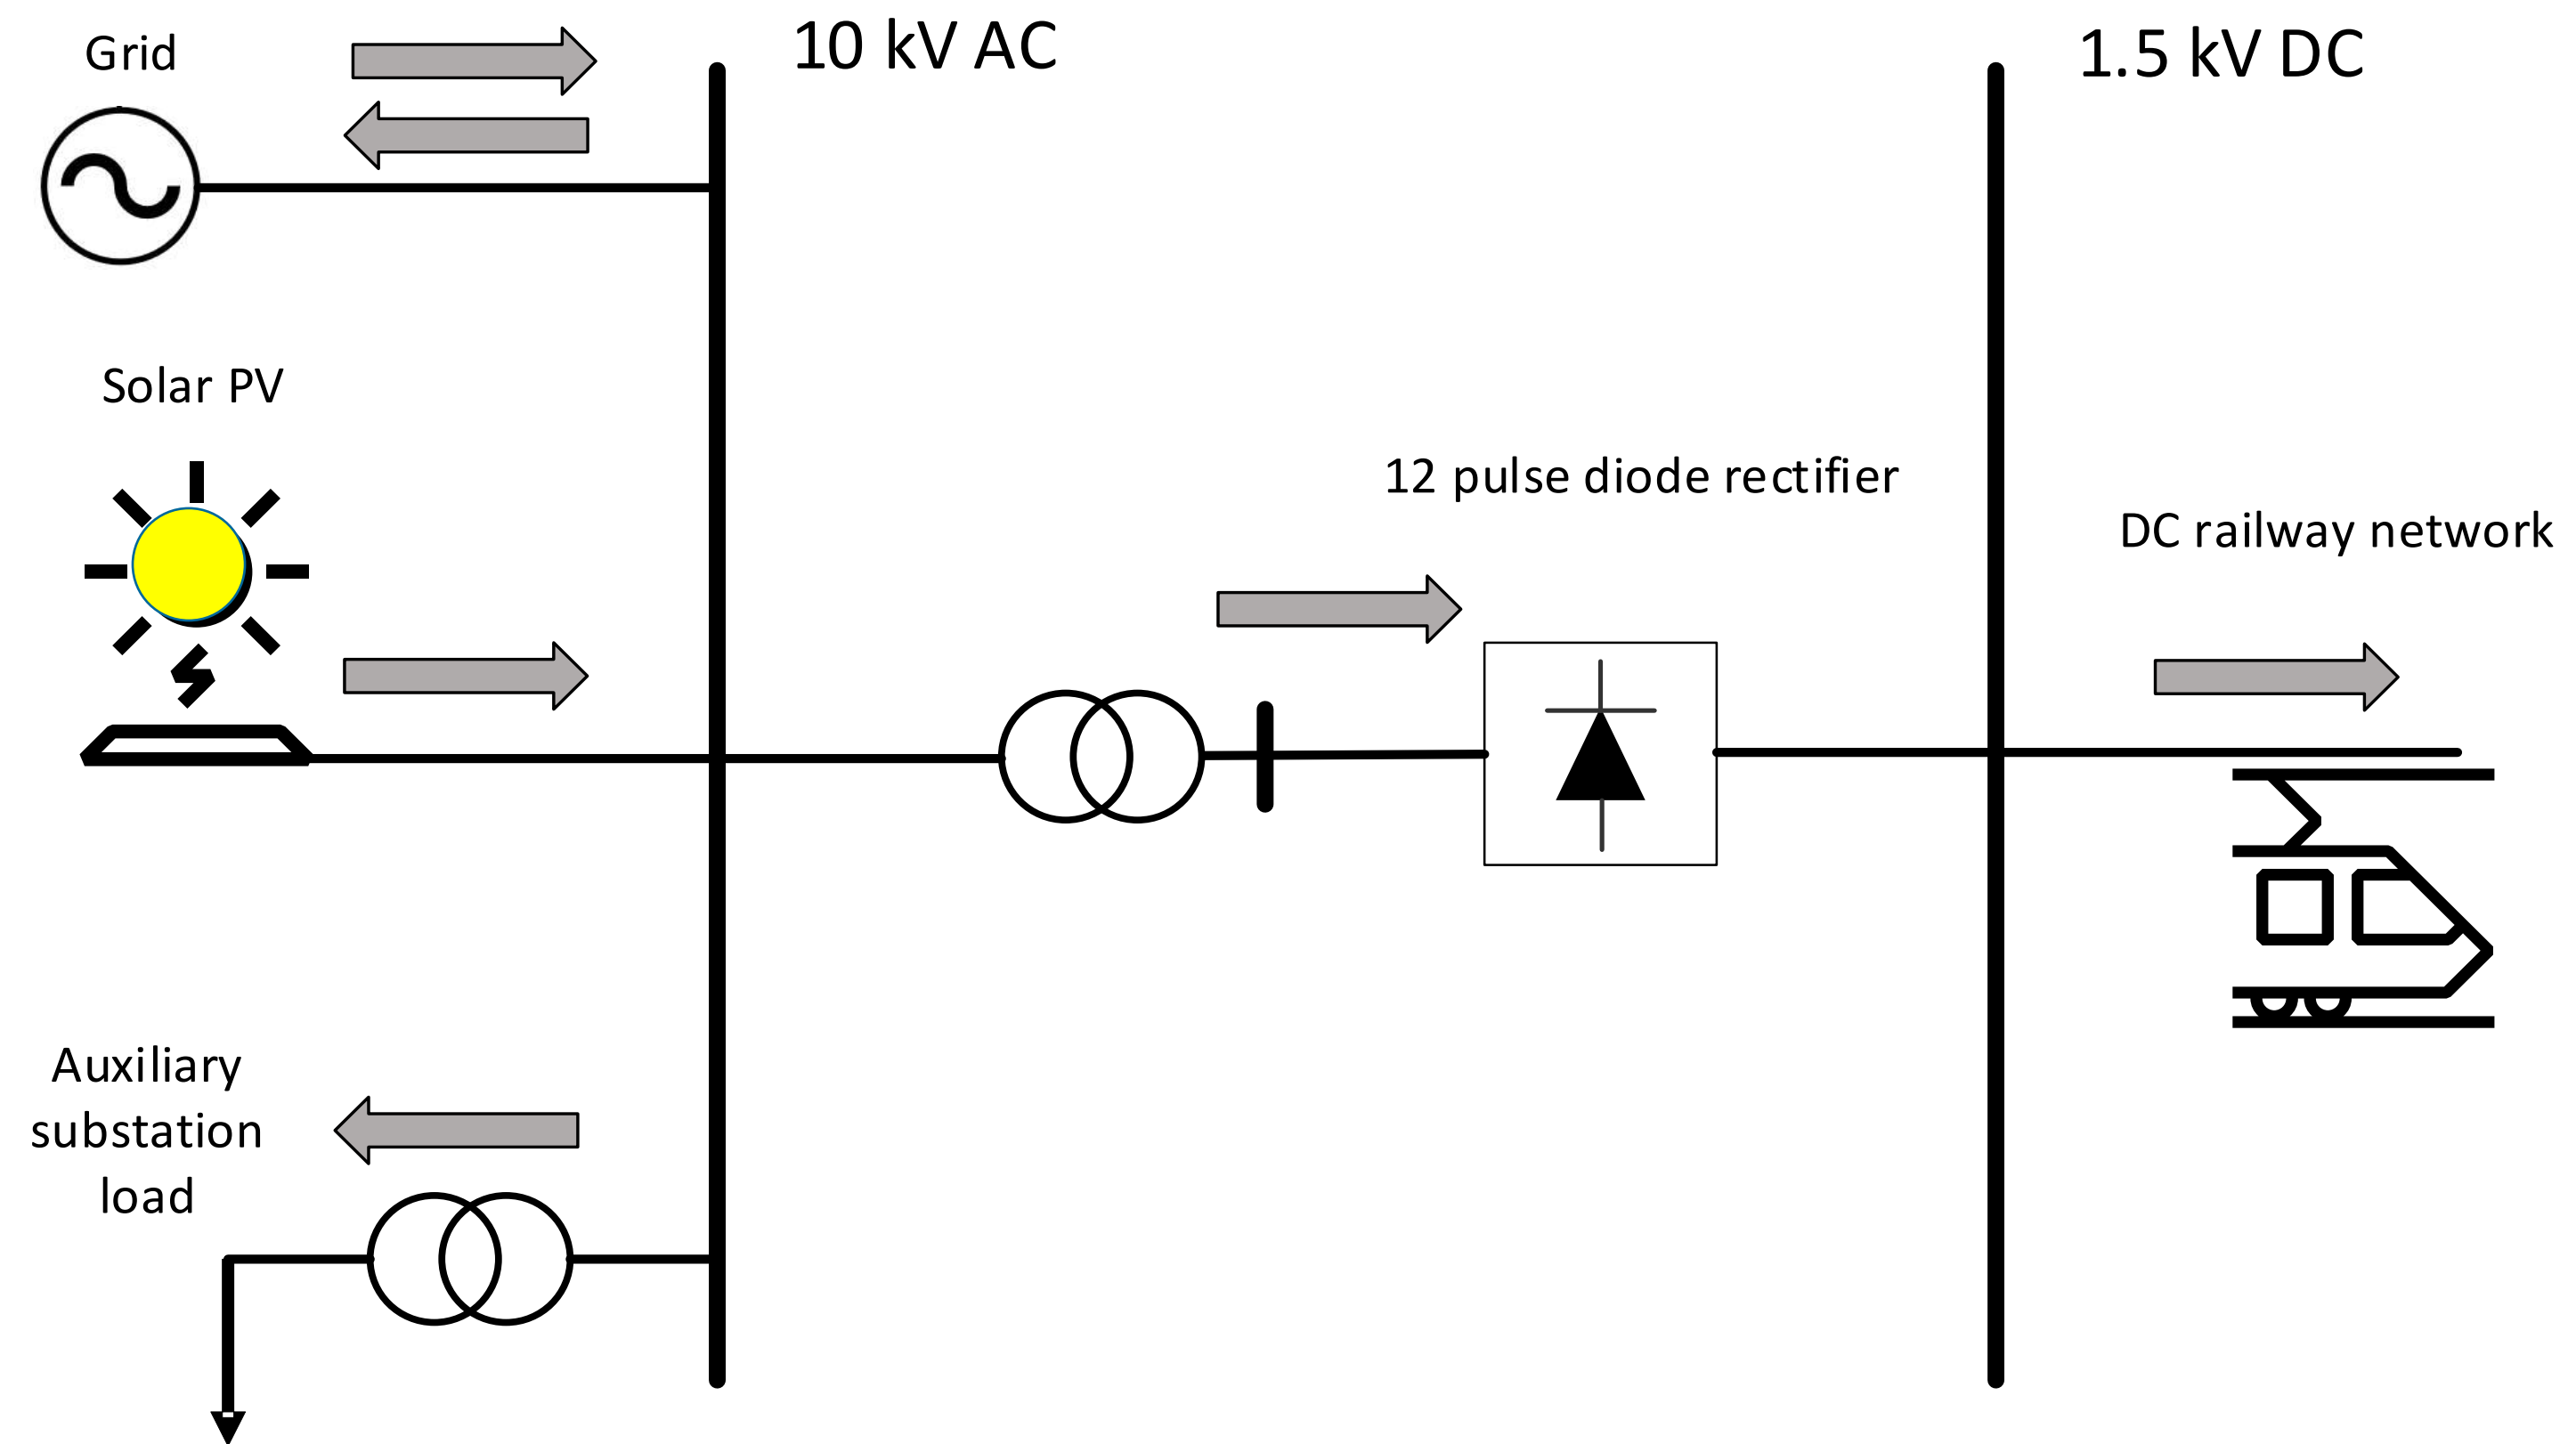 Grid
10 kV AC
1.5 kV DC
Solar PV
12 pulse diode rectifier
DC railway network
Auxiliary
substation
load